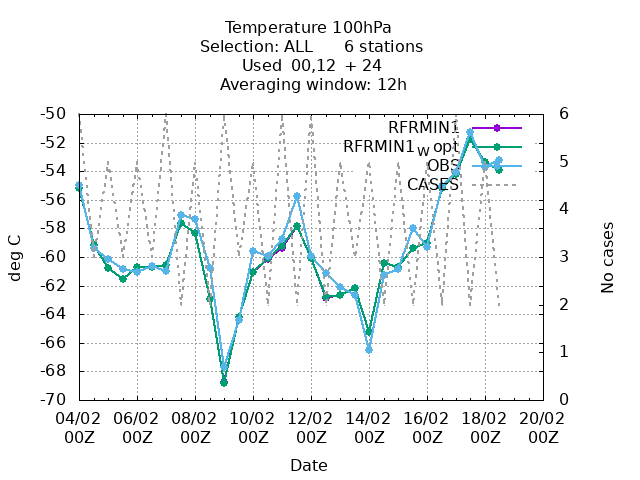 Temperature 100hPa
Selection: ALL 6 stations
Used 00,12 + 24
Averaging window: 12h
-50
-52
-54
-56
-58
-60
-62
-64
-66
-68
-70
deg C
6
5
4
3
2
1
0
No cases
RFRMIN1
RFRMIN1w opt
OBS
CASES
04/02 06/02 08/02 10/02 12/02 14/02 16/02 18/02 20/02
00Z 00Z 00Z 00Z 00Z 00Z 00Z 00Z 00Z
Date